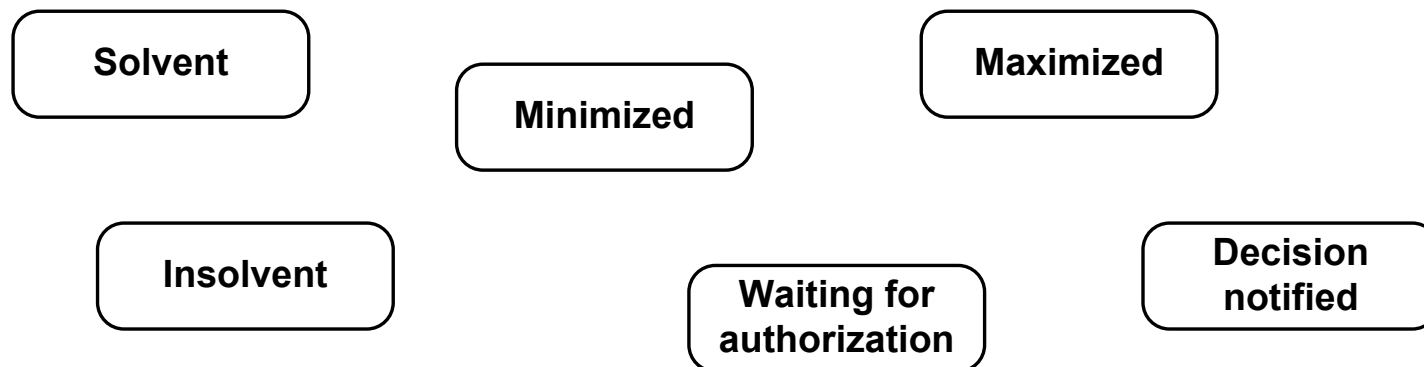 Solvent
Minimized
Maximized
Insolvent
Waiting for
authorization
Decision
notified